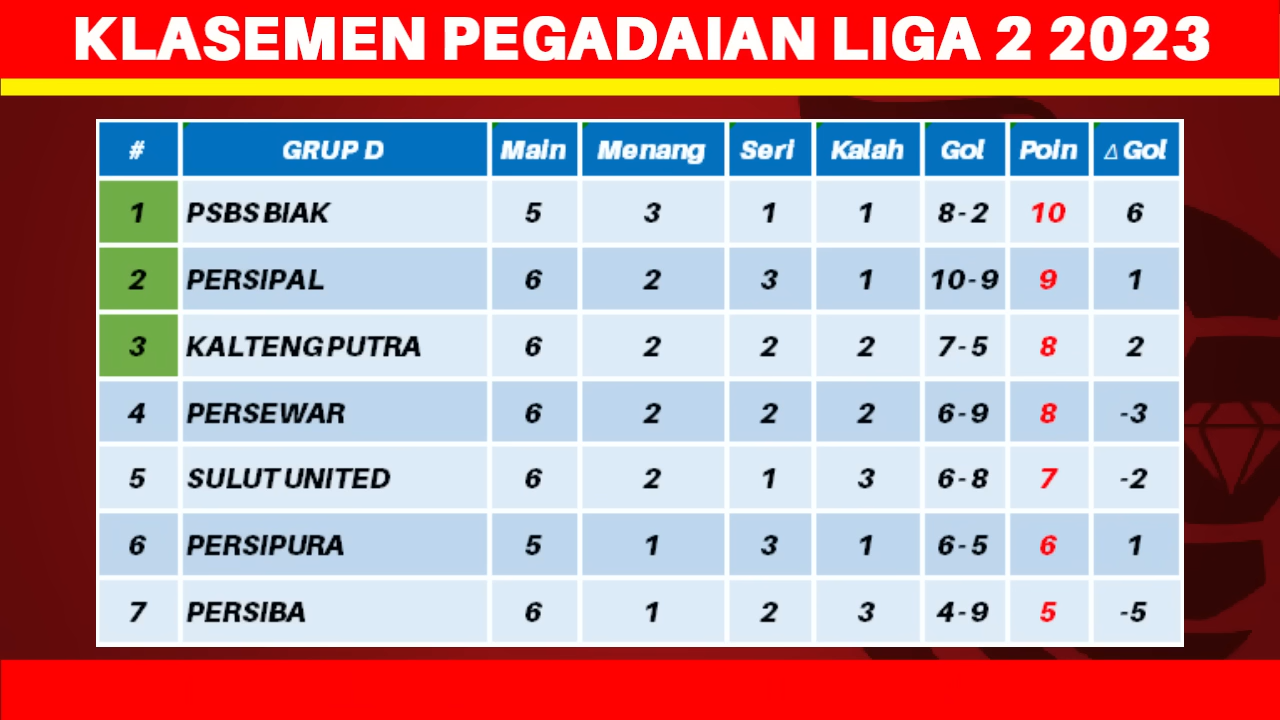 KLASEMEN PEGADAIAN LIGA 2 2023
# GRUP D Main Menang Seri Kalah Gol Poin △ Gol
1 PSBS BIAK 5 3 1 1 8-2 10 6
2 PERSIPAL 6 2 3 1 10-9 9 1
3 KALTENG PUTRA 6 2 2 2 7-5 8 2
4 PERSEWAR 6 2 2 2 6-9 8 -3
5 SULUT UNITED 6 2 1 3 6-8 7 -2
6 PERSIPURA 5 1 3 1 6-5 6 1
7 PERSIBA 6 1 2 3 4-9 5 -5